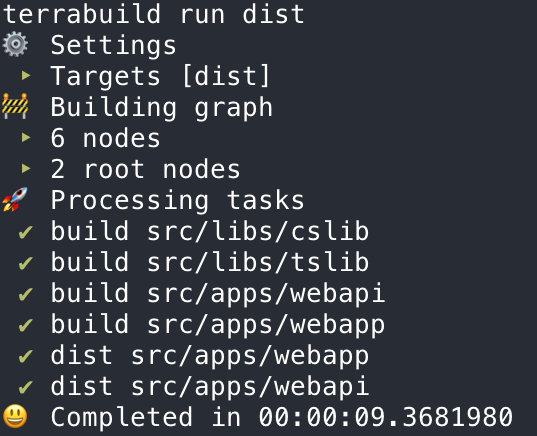 terrabuild run dist
⚙️ Settings
‣ Targets [dist]
🚧 Building graph
‣ 6 nodes
‣ 2 root nodes
🚀 Processing tasks
✔ build src/libs/cslib
✔ build src/libs/tslib
✔ build src/apps/webapi
✔ build src/apps/webapp
✔ dist src/apps/webapp
✔ dist src/apps/webapi
😃 Completed in 00:00:09.3681980